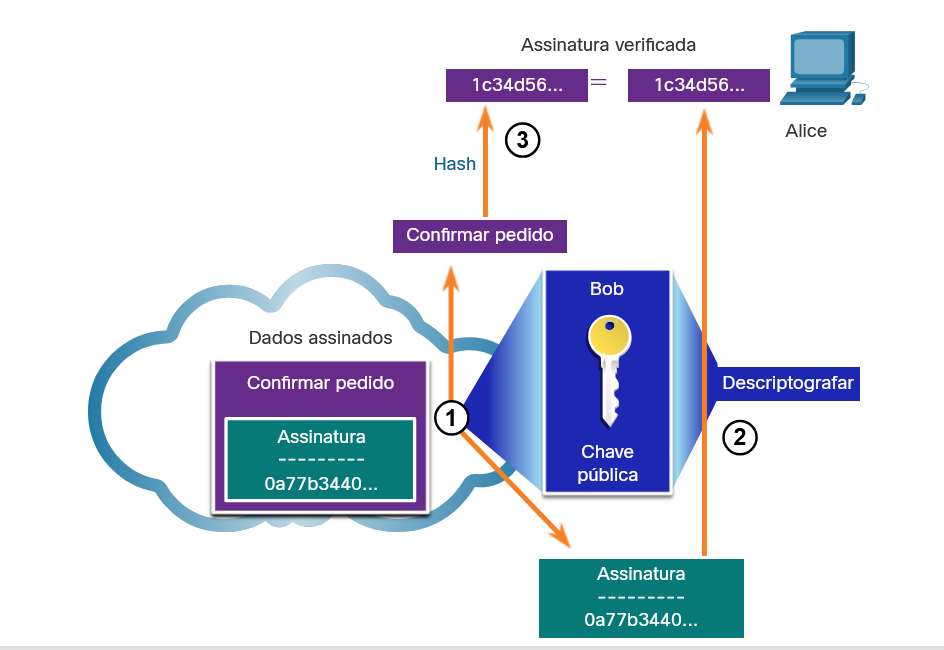 Assinatura verificada
1c34d56...
=
1c34d56...
Alice
3
Hash
Confirmar pedido
Bob
Dados assinados
Confirmar pedido
Descriptografar
1
Assinatura
---------
0a77b3440...
2
Chave
pública
Assinatura
---------
0a77b3440...